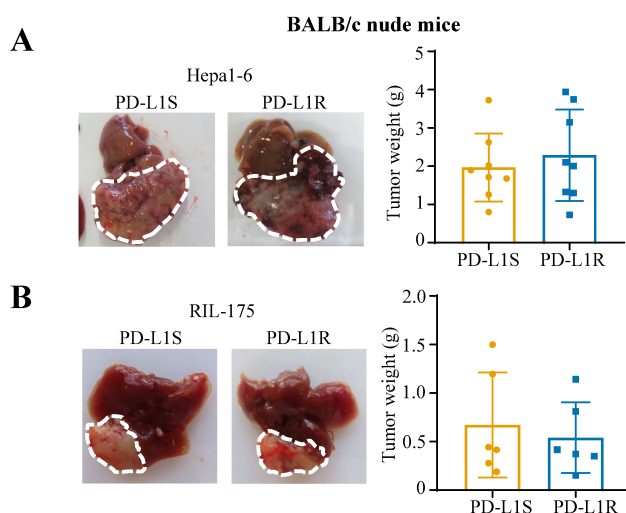 BALB/c nude mice
A
Hepa1-6
PD-L1S PD-L1R
Tumor weight (g)
5
4
3
2
1
0
PD-L1S PD-L1R
B
RIL-175
PD-L1S PD-L1R
Tumor weight (g)
2.0
1.5
1.0
0.5
0
PD-L1S PD-L1R